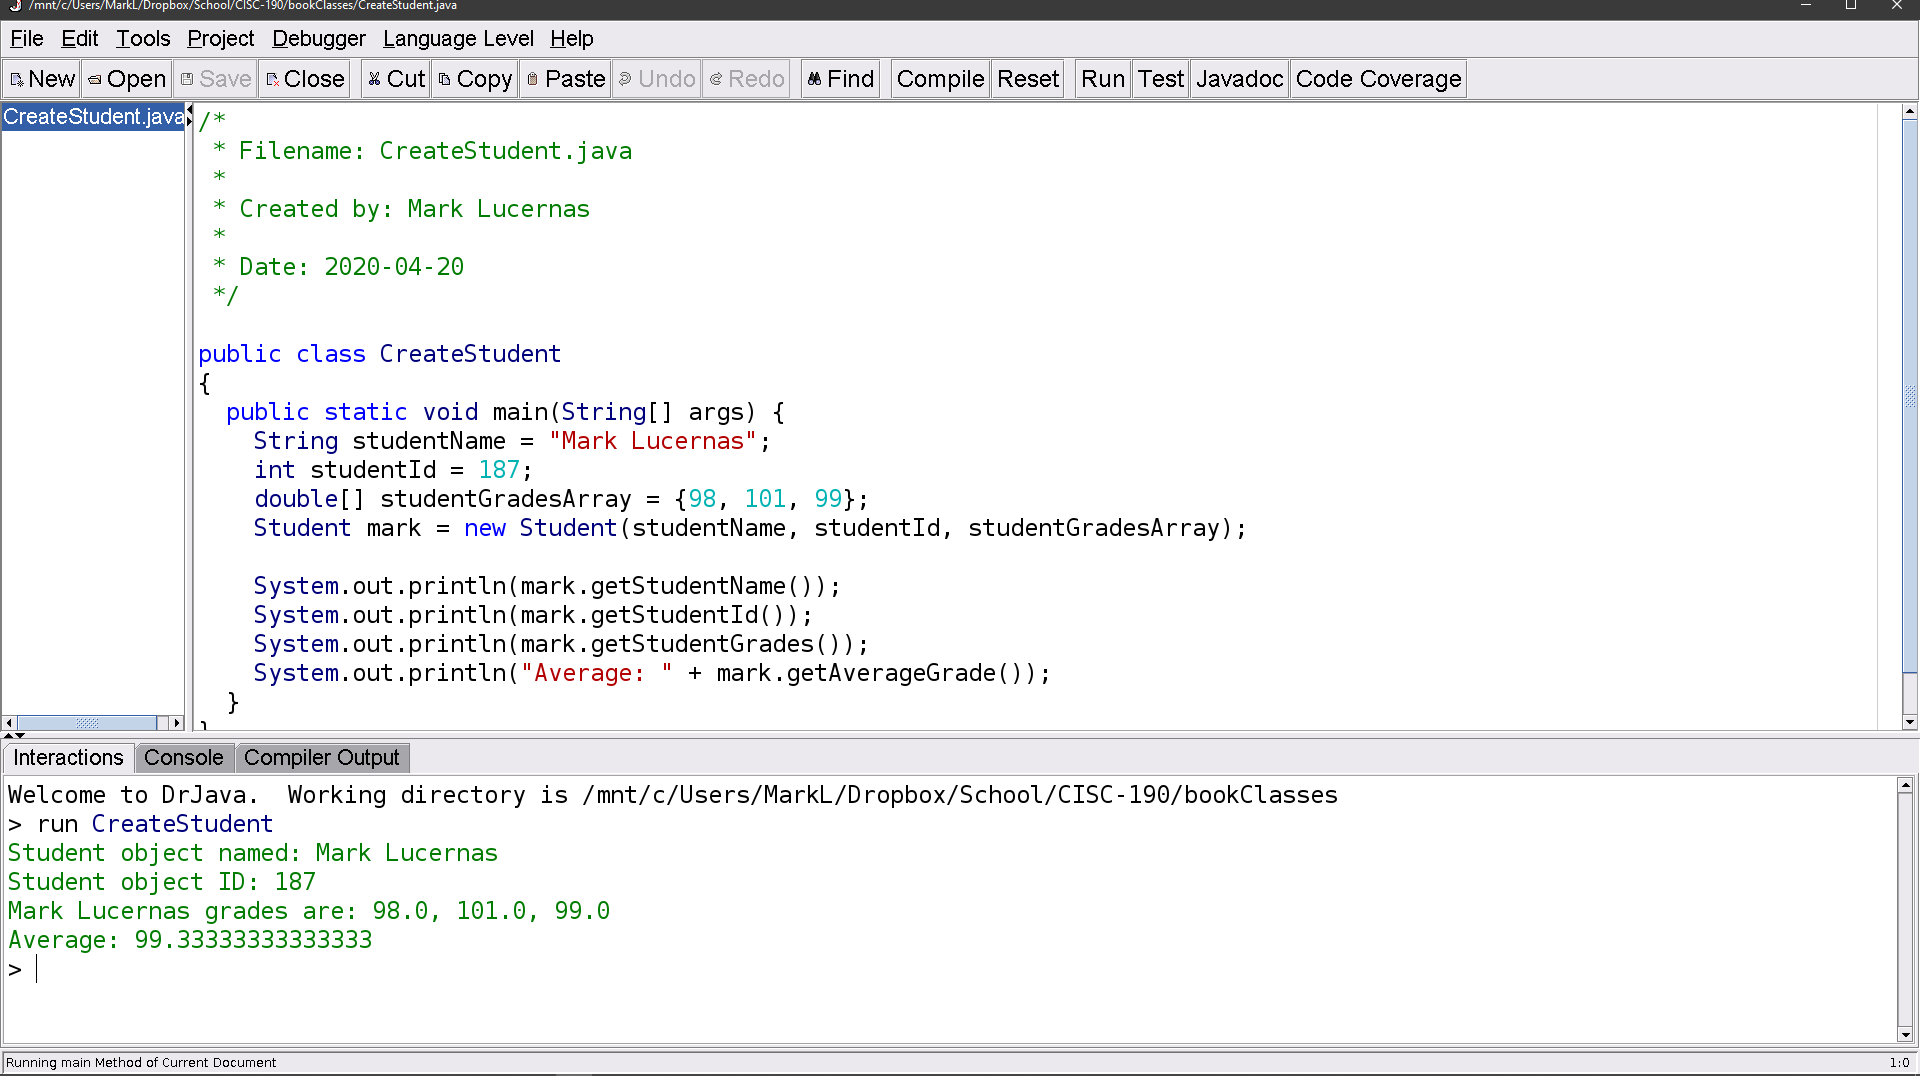 /mnt/c/Users/MarkL/Dropbox/School/CISC-190/bookClasses/CreateStudent.java
File Edit Tools Project Debugger Language Level Help
New Open Save Close Cut Copy Paste Undo Redo Find Compile Reset Run Test Javadoc Code Coverage
CreateStudent.java
/*
 * Filename: CreateStudent.java
 *
 * Created by: Mark Lucernas
 *
 * Date: 2020-04-20
 */
public class CreateStudent
{
  public static void main(String[] args) {
    String studentName = "Mark Lucernas";
    int studentId = 187;
    double[] studentGradesArray = {98, 101, 99};
    Student mark = new Student(studentName, studentId, studentGradesArray);
    System.out.println(mark.getStudentName());
    System.out.println(mark.getStudentId());
    System.out.println(mark.getStudentGrades());
    System.out.println("Average: " + mark.getAverageGrade());
  }
Interactions Console Compiler Output
Welcome to DrJava.  Working directory is /mnt/c/Users/MarkL/Dropbox/School/CISC-190/bookClasses
> run CreateStudent
Student object named: Mark Lucernas
Student object ID: 187
Mark Lucernas grades are: 98.0, 101.0, 99.0
Average: 99.33333333333333
>
Running main Method of Current Document 1:0